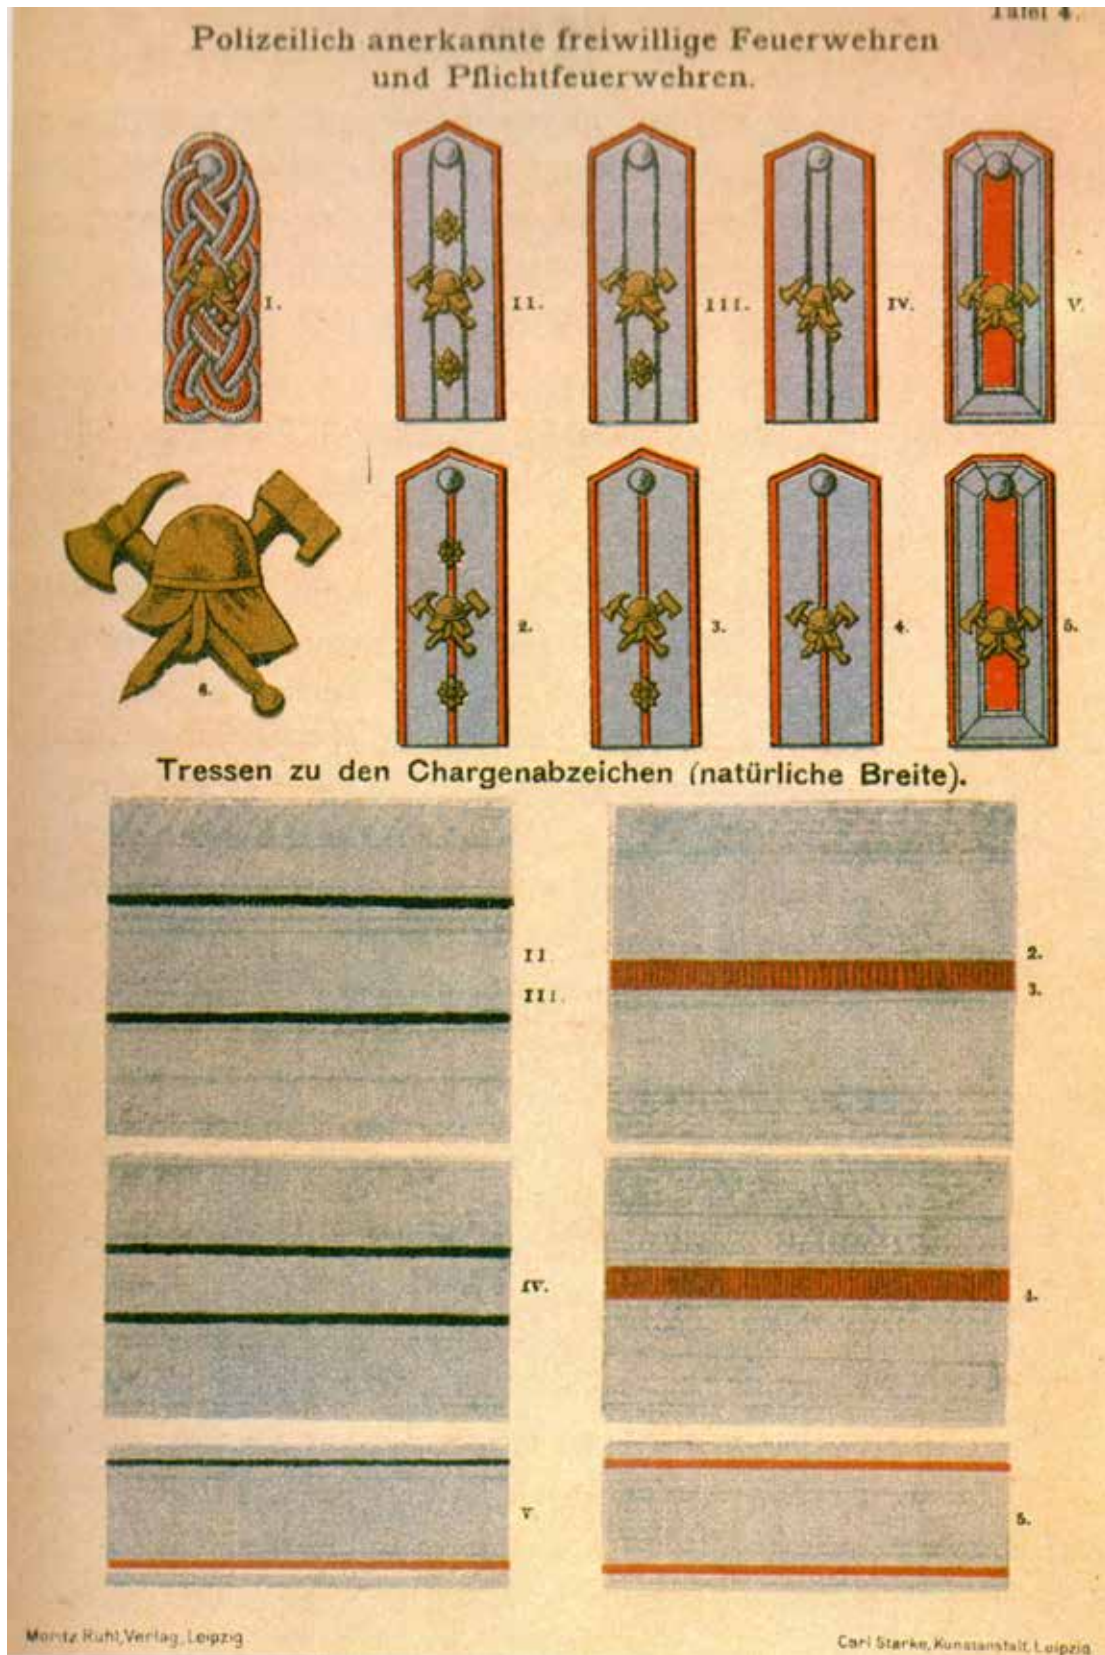 Tafel 4.
Polizeilich anerkannte freiwillige Feuerwehren
und Pflichtfeuerwehren.
I.
II.
III.
IV.
V.
6.
2.
3.
4.
5.
Tressen zu den Chargenabzeichen (natürliche Breite).
II
III.
2.
3.
IV.
4.
V.
5.
Moritz Ruhl, Verlag, Leipzig
Carl Starke, Kunstanstalt, Leipzig